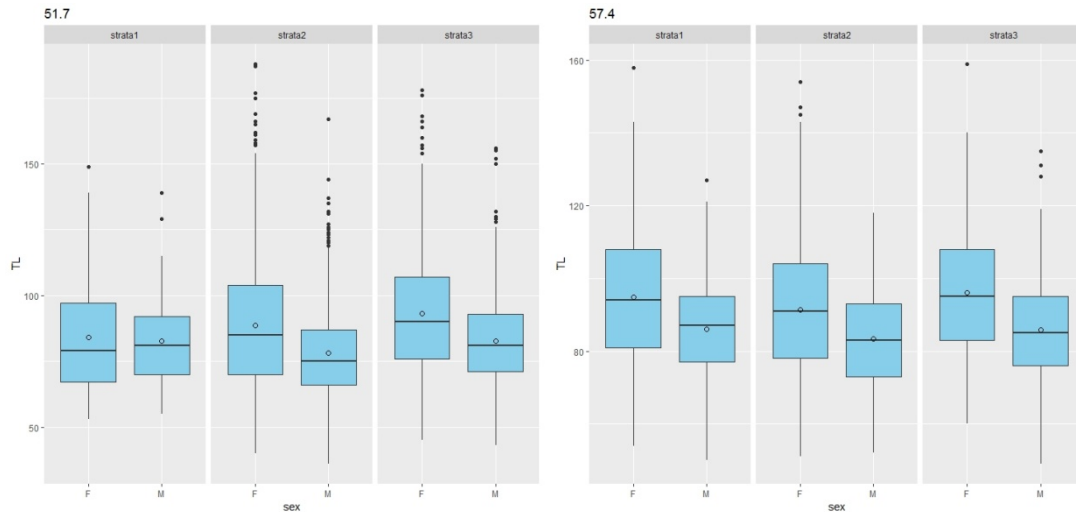 51.7
strata1
strata2
strata3
TL
150
100
50
F
M
F
M
F
M
sex
57.4
strata1
strata2
strata3
TL
160
120
80
F
M
F
M
F
M
sex